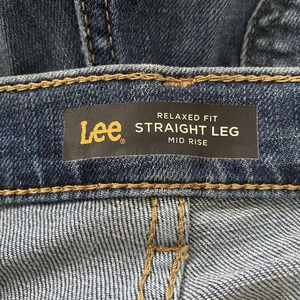 Lee®
RELAXED FIT
STRAIGHT LEG
MID RISE